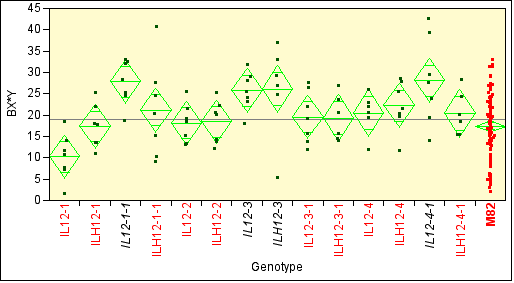 BX*Y
45
40
35
30
25
20
15
10
5
0
IL12-1
ILH12-1
IL12-1-1
ILH12-1-1
IL12-2
ILH12-2
IL12-3
ILH12-3
IL12-3-1
ILH12-3-1
IL12-4
ILH12-4
IL12-4-1
ILH12-4-1
M82
Genotype